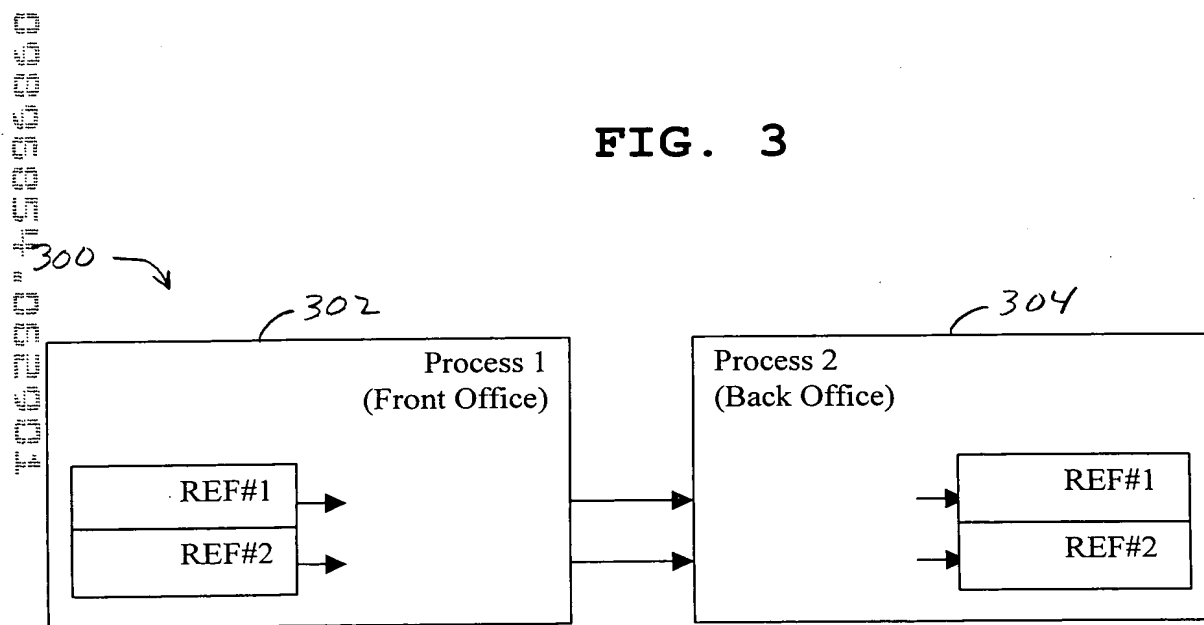 FIG. 3
300
302
304
Process 1
(Front Office)
REF#1
REF#2
Process 2
(Back Office)
REF#1
REF#2